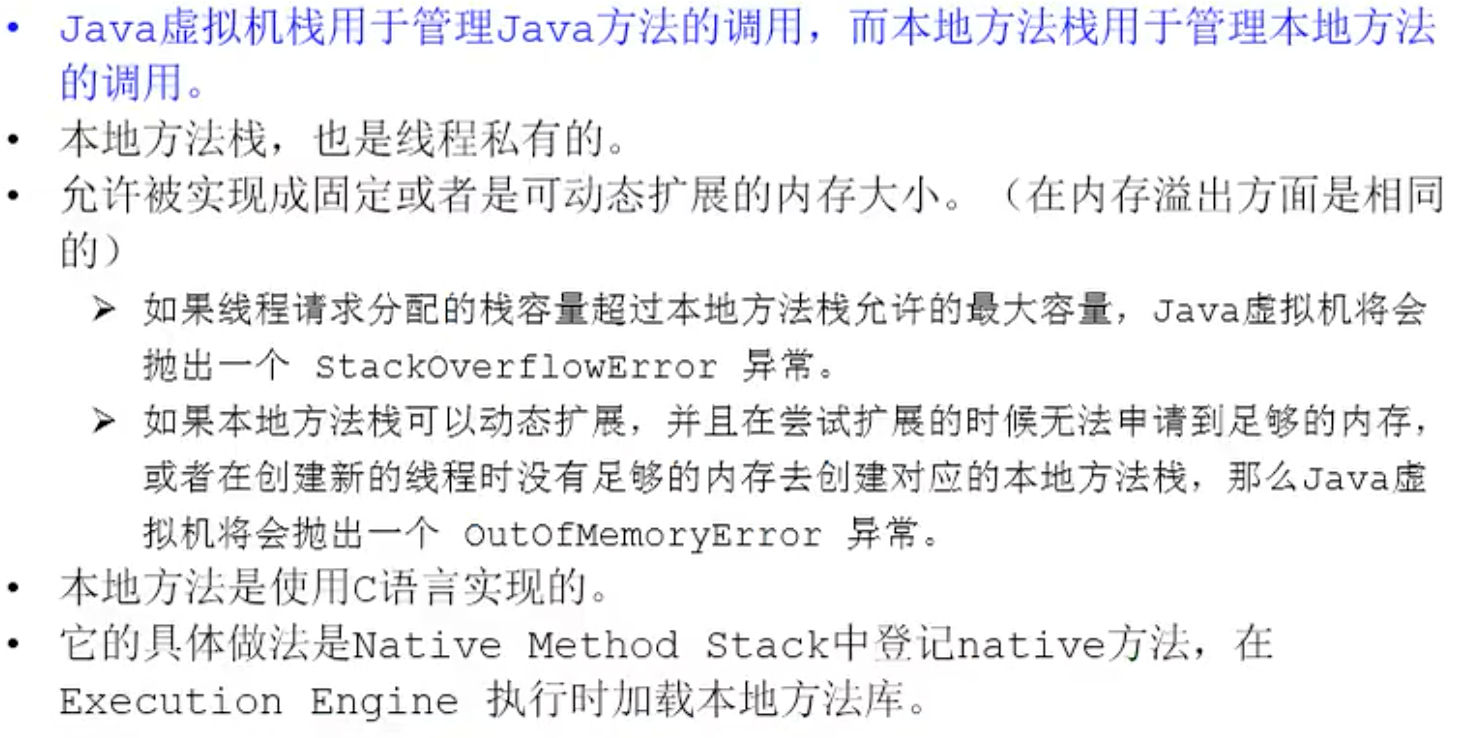 • Java虚拟机栈用于管理Java方法的调用，而本地方法栈用于管理本地方法
的调用。
• 本地方法栈，也是线程私有的。
• 允许被实现成固定或者是可动态扩展的内存大小。（在内存溢出方面是相同
的）
➢ 如果线程请求分配的栈容量超过本地方法栈允许的最大容量，Java虚拟机将会
抛出一个 StackOverflowError 异常。
➢ 如果本地方法栈可以动态扩展，并且在尝试扩展的时候无法申请到足够的内存，
或者在创建新的线程时没有足够的内存去创建对应的本地方法栈，那么Java虚
拟机将会抛出一个 OutOfMemoryError 异常。
• 本地方法是使用C语言实现的。
• 它的具体做法是Native Method Stack中登记native方法，在
Execution Engine 执行时加载本地方法库。